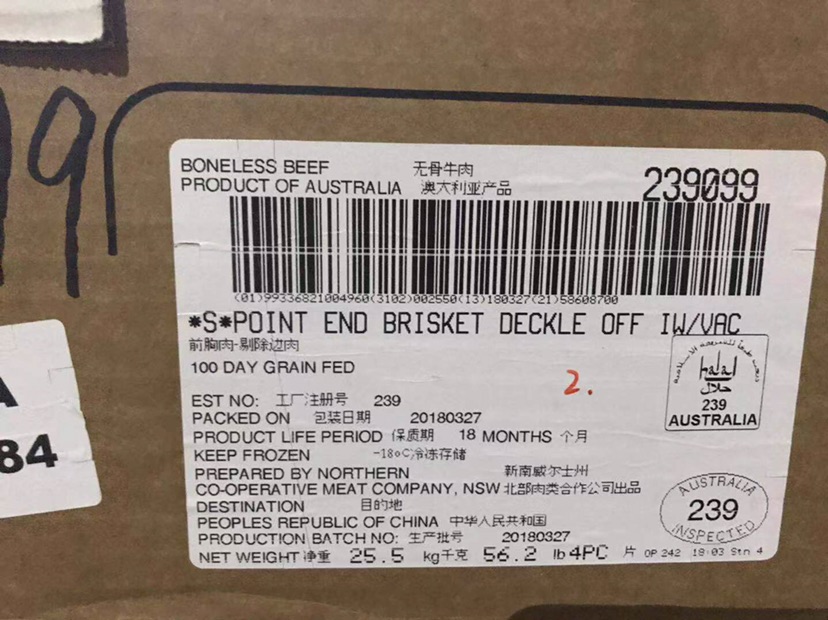 99
BONELESS BEEF 无骨牛肉
PRODUCT OF AUSTRALIA 澳大利亚产品
239099
(01)99336821004960(3102)002550(13)180327(21)58608700
*S*POINT END BRISKET DECKLE OFF IW/VAC
前胸肉-剔除边肉
100 DAY GRAIN FED
2.
halal
حلال
239
AUSTRALIA
EST NO: 工厂注册号 239
PACKED ON 包装日期 20180327
PRODUCT LIFE PERIOD 保质期 18 MONTHS 个月
KEEP FROZEN -18oC冷冻存储
PREPARED BY NORTHERN 新南威尔士州
CO-OPERATIVE MEAT COMPANY, NSW 北部肉类合作公司出品
DESTINATION 目的地
PEOPLES REPUBLIC OF CHINA 中华人民共和国
PRODUCTION BATCH NO: 生产批号 20180327
NET WEIGHT 净重 25.5 kg千克 56.2 lb 4PC 片 OP 242 18:03 Stn 4
AUSTRALIA
239
INSPECTED
A
84